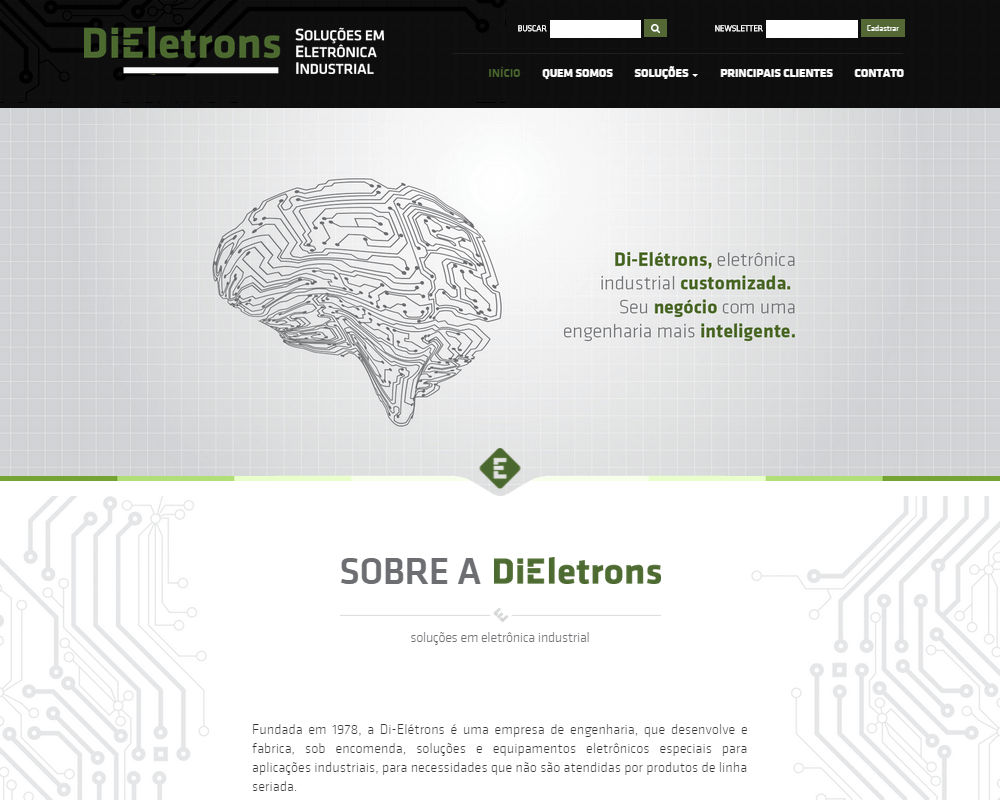 DiEletrons
SOLUÇÕES EM
ELETRÔNICA
INDUSTRIAL
BUSCAR
NEWSLETTER
Cadastrar
INÍCIO QUEM SOMOS SOLUÇÕES PRINCIPAIS CLIENTES CONTATO
Di-Elétrons, eletrônica
industrial customizada.
Seu negócio com uma
engenharia mais inteligente.
E
SOBRE A DiEletrons
E
soluções em eletrônica industrial
Fundada em 1978, a Di-Elétrons é uma empresa de engenharia, que desenvolve e
fabrica, sob encomenda, soluções e equipamentos eletrônicos especiais para
aplicações industriais, para necessidades que não são atendidas por produtos de linha
seriada.